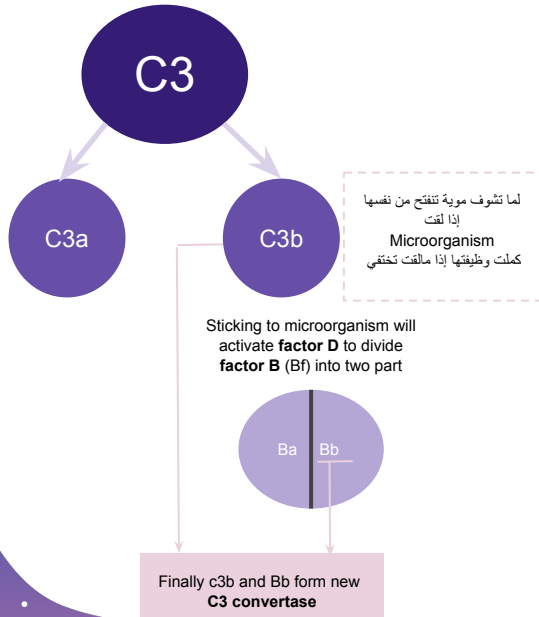 C3
C3a
C3b
لما تشوف موية تنفتح من نفسها
إذا لقت
Microorganism
كملت وظيفتها إذا مالقت تختفي
Sticking to microorganism will
activate factor D to divide
factor B (Bf) into two part
Ba
Bb
Finally c3b and Bb form new
C3 convertase